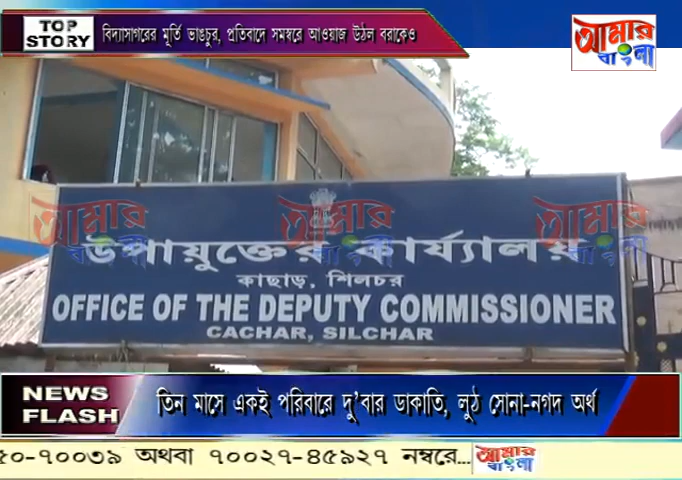 TOP
STORY
বিদ্যাসাগরের মূর্তি ভাঙচুর, প্রতিবাদে সমস্বরে আওয়াজ উঠল বরাকেও
আমার
বাংলা
উপায়ুক্তের কার্য্যালয়
কাছাড়, শিলচর
OFFICE OF THE DEPUTY COMMISSIONER
CACHAR, SILCHAR
NEWS
FLASH
তিন মাসে একই পরিবারে দু'বার ডাকাতি, লুঠ সোনা-নগদ অর্থ
৫০-৭০০৩৯ অথবা ৭০০২৭-৪৫৯২৭ নম্বরে...
আমার
বাংলা